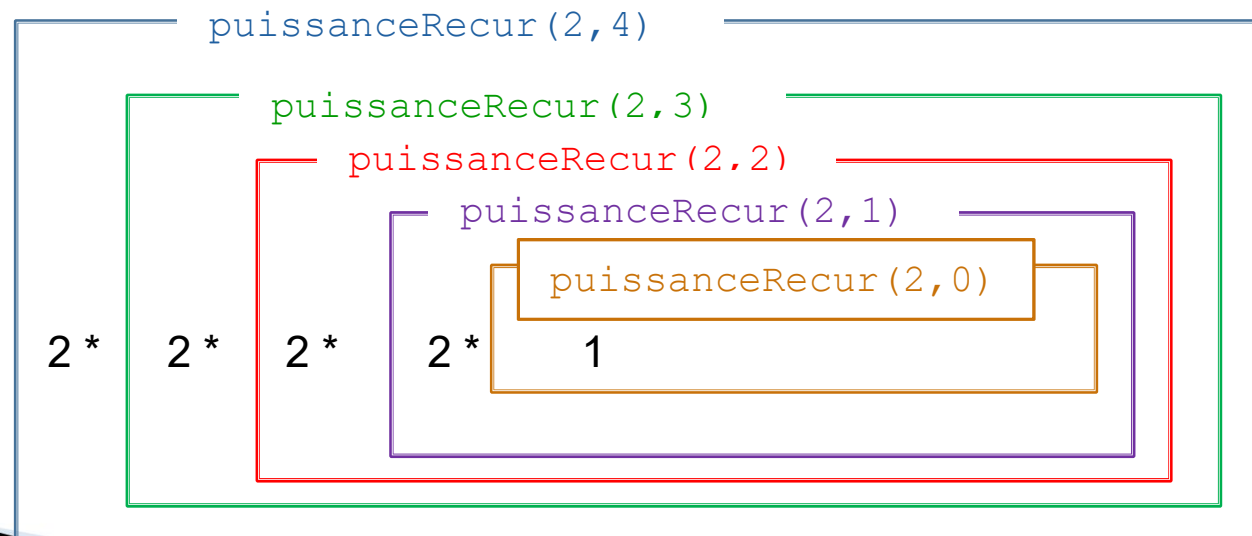 puissanceRecur(2,4)
puissanceRecur(2,3)
puissanceRecur(2,2)
puissanceRecur(2,1)
puissanceRecur(2,0)
2 * 2 * 2 * 2 * 1